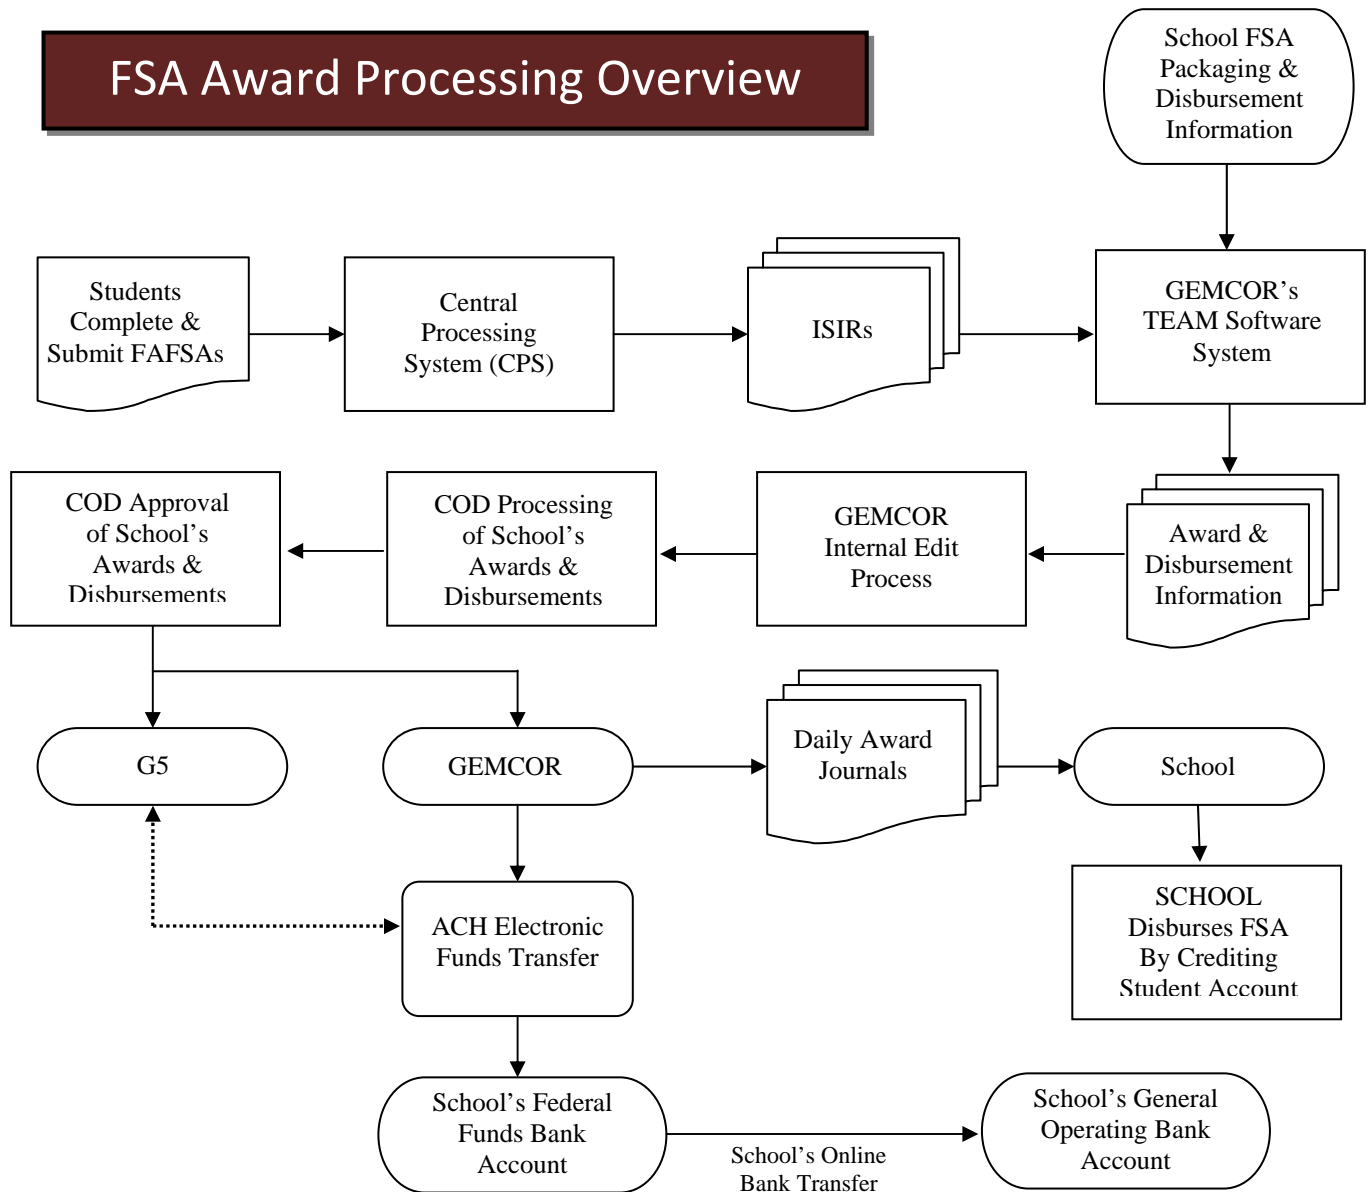 FSA Award Processing Overview
School FSA
Packaging &
Disbursement
Information
Students
Complete &
Submit FAFSAs
Central
Processing
System (CPS)
ISIRs
GEMCOR’s
TEAM Software
System
COD Approval
of School’s
Awards &
Disbursements
COD Processing
of School’s
Awards &
Disbursements
GEMCOR
Internal Edit
Process
Award &
Disbursement
Information
G5
GEMCOR
Daily Award
Journals
School
ACH Electronic
Funds Transfer
SCHOOL
Disburses FSA
By Crediting
Student Account
School’s Federal
Funds Bank
Account
School’s Online
Bank Transfer
School’s General
Operating Bank
Account